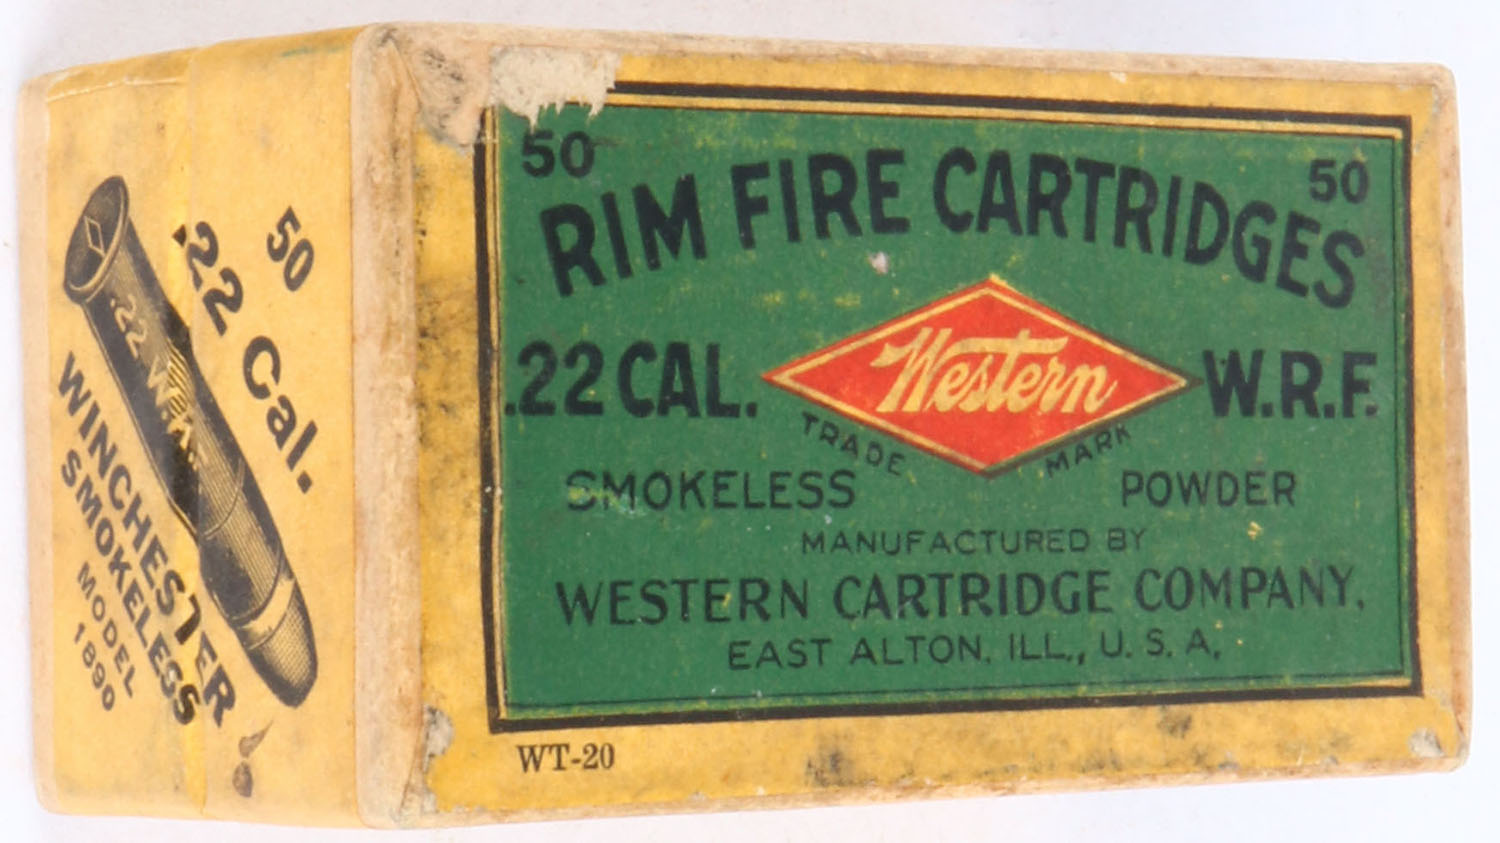 50
50
RIM FIRE CARTRIDGES
.22 CAL.
Western
W.R.F.
TRADE
MARK
SMOKELESS
POWDER
MANUFACTURED BY
WESTERN CARTRIDGE COMPANY,
EAST ALTON, ILL., U. S. A.
WT-20
50
.22 Cal.
.22
WINCHESTER
SMOKELESS
MODEL
1890